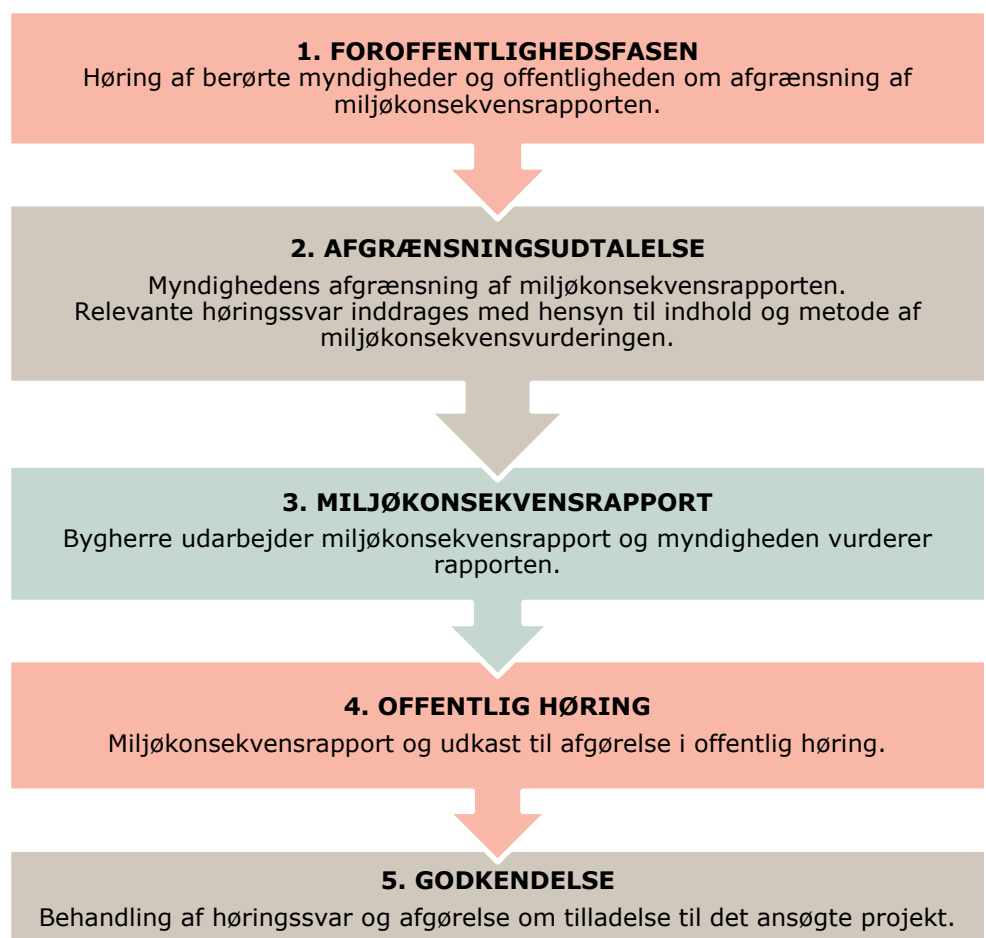 1. FOROFFENTLIGHEDSFASEN
Høring af berørte myndigheder og offentligheden om afgrænsning af
miljøkonsekvensrapporten.
2. AFGRÆNSNINGSUDTALELSE
Myndighedens afgrænsning af miljøkonsekvensrapporten.
Relevante høringssvar inddrages med hensyn til indhold og metode af
miljøkonsekvensvurderingen.
3. MILJØKONSEKVENSRAPPORT
Bygherre udarbejder miljøkonsekvensrapport og myndigheden vurderer
rapporten.
4. OFFENTLIG HØRING
Miljøkonsekvensrapport og udkast til afgørelse i offentlig høring.
5. GODKENDELSE
Behandling af høringssvar og afgørelse om tilladelse til det ansøgte projekt.